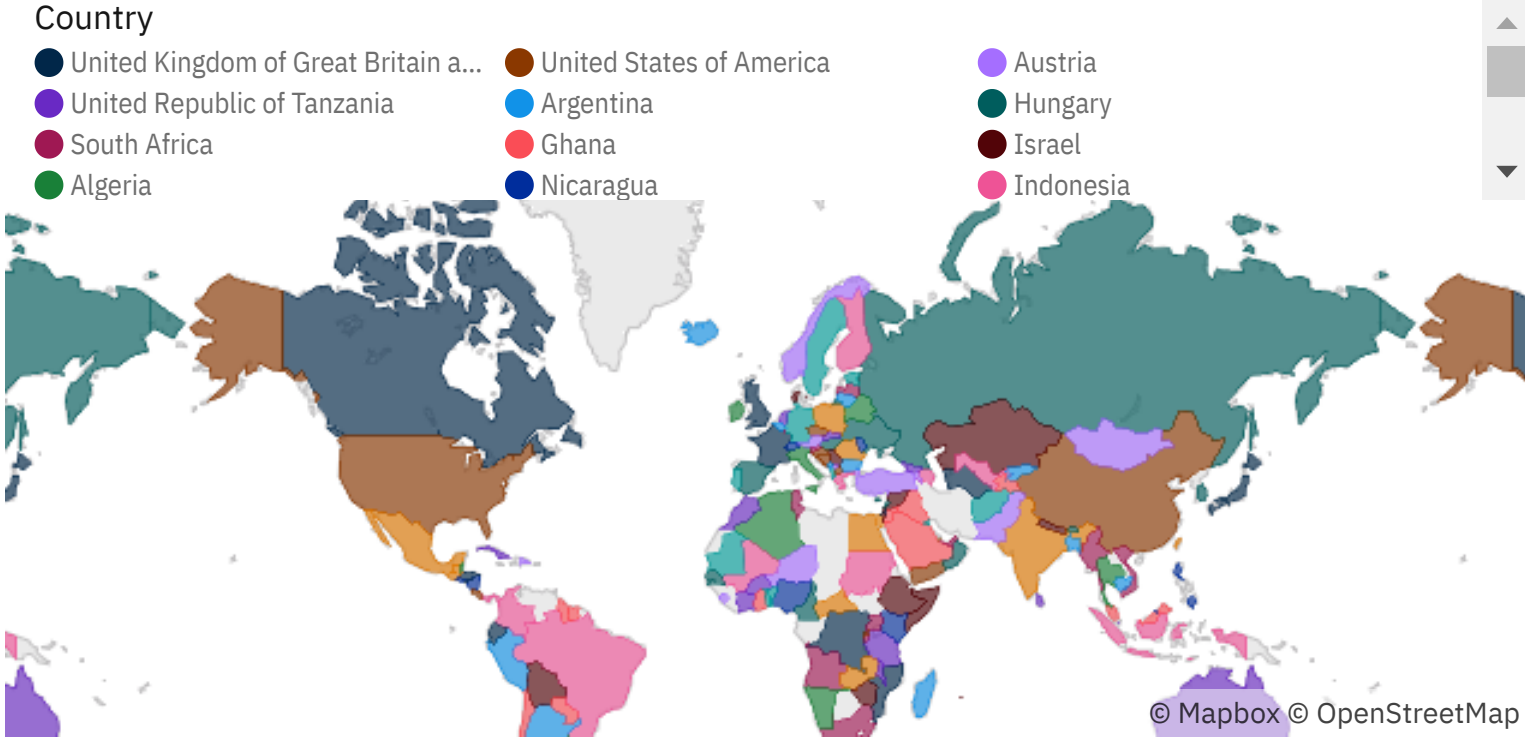 Country
United Kingdom of Great Britain a... United States of America Austria
United Republic of Tanzania Argentina Hungary
South Africa Ghana Israel
Algeria Nicaragua Indonesia
© Mapbox © OpenStreetMap